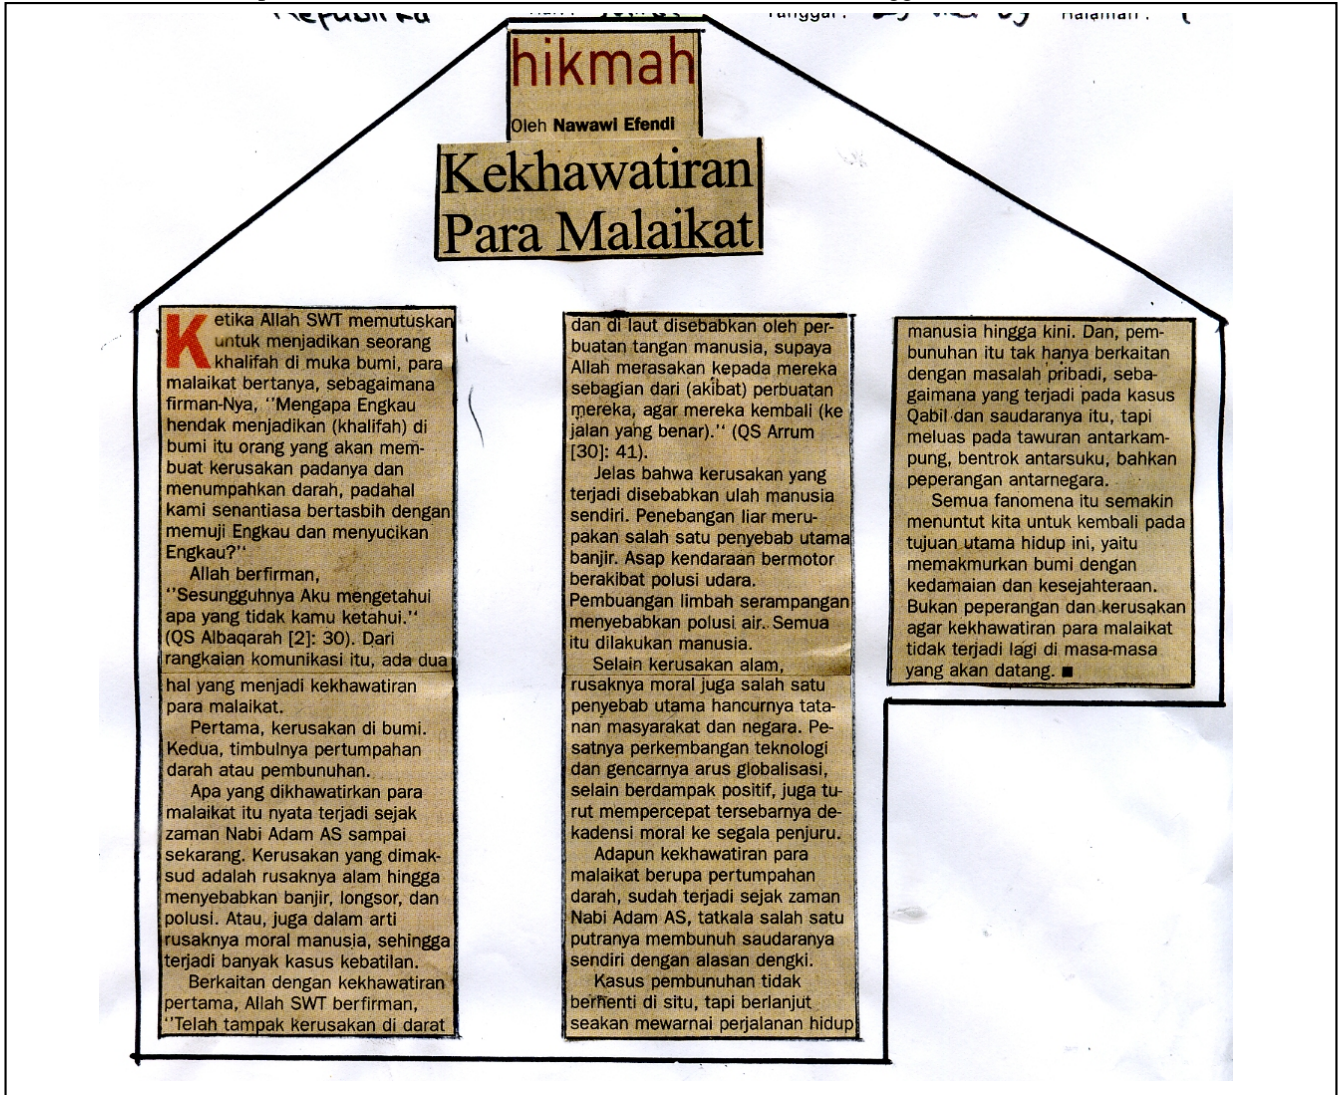 Republika
Tanggal :
Halaman :
hikmah
Oleh Nawawi Efendi
Kekhawatiran
Para Malaikat
Ketika Allah SWT memutuskan
untuk menjadikan seorang
khalifah di muka bumi, para
malaikat bertanya, sebagaimana
firman-Nya, ''Mengapa Engkau
hendak menjadikan (khalifah) di
bumi itu orang yang akan mem-
buat kerusakan padanya dan
menumpahkan darah, padahal
kami senantiasa bertasbih dengan
memuji Engkau dan menyucikan
Engkau?''
Allah berfirman,
''Sesungguhnya Aku mengetahui
apa yang tidak kamu ketahui.''
(QS Albaqarah [2]: 30). Dari
rangkaian komunikasi itu, ada dua
hal yang menjadi kekhawatiran
para malaikat.
Pertama, kerusakan di bumi.
Kedua, timbulnya pertumpahan
darah atau pembunuhan.
Apa yang dikhawatirkan para
malaikat itu nyata terjadi sejak
zaman Nabi Adam AS sampai
sekarang. Kerusakan yang dimak-
sud adalah rusaknya alam hingga
menyebabkan banjir, longsor, dan
polusi. Atau, juga dalam arti
rusaknya moral manusia, sehingga
terjadi banyak kasus kebatilan.
Berkaitan dengan kekhawatiran
pertama, Allah SWT berfirman,
''Telah tampak kerusakan di darat
dan di laut disebabkan oleh per-
buatan tangan manusia, supaya
Allah merasakan kepada mereka
sebagian dari (akibat) perbuatan
mereka, agar mereka kembali (ke
jalan yang benar).'' (QS Arrum
[30]: 41).
Jelas bahwa kerusakan yang
terjadi disebabkan ulah manusia
sendiri. Penebangan liar meru-
pakan salah satu penyebab utama
banjir. Asap kendaraan bermotor
berakibat polusi udara.
Pembuangan limbah serampangan
menyebabkan polusi air. Semua
itu dilakukan manusia.
Selain kerusakan alam,
rusaknya moral juga salah satu
penyebab utama hancurnya tata-
nan masyarakat dan negara. Pe-
satnya perkembangan teknologi
dan gencarnya arus globalisasi,
selain berdampak positif, juga tu-
rut mempercepat tersebarnya de-
kadensi moral ke segala penjuru.
Adapun kekhawatiran para
malaikat berupa pertumpahan
darah, sudah terjadi sejak zaman
Nabi Adam AS, tatkala salah satu
putranya membunuh saudaranya
sendiri dengan alasan dengki.
Kasus pembunuhan tidak
berhenti di situ, tapi berlanjut
seakan mewarnai perjalanan hidup
manusia hingga kini. Dan, pem-
bunuhan itu tak hanya berkaitan
dengan masalah pribadi, seba-
gaimana yang terjadi pada kasus
Qabil dan saudaranya itu, tapi
meluas pada tawuran antarkam-
pung, bentrok antarsuku, bahkan
peperangan antarnegara.
Semua fanomena itu semakin
menuntut kita untuk kembali pada
tujuan utama hidup ini, yaitu
memakmurkan bumi dengan
kedamaian dan kesejahteraan.
Bukan peperangan dan kerusakan
agar kekhawatiran para malaikat
tidak terjadi lagi di masa-masa
yang akan datang. ■